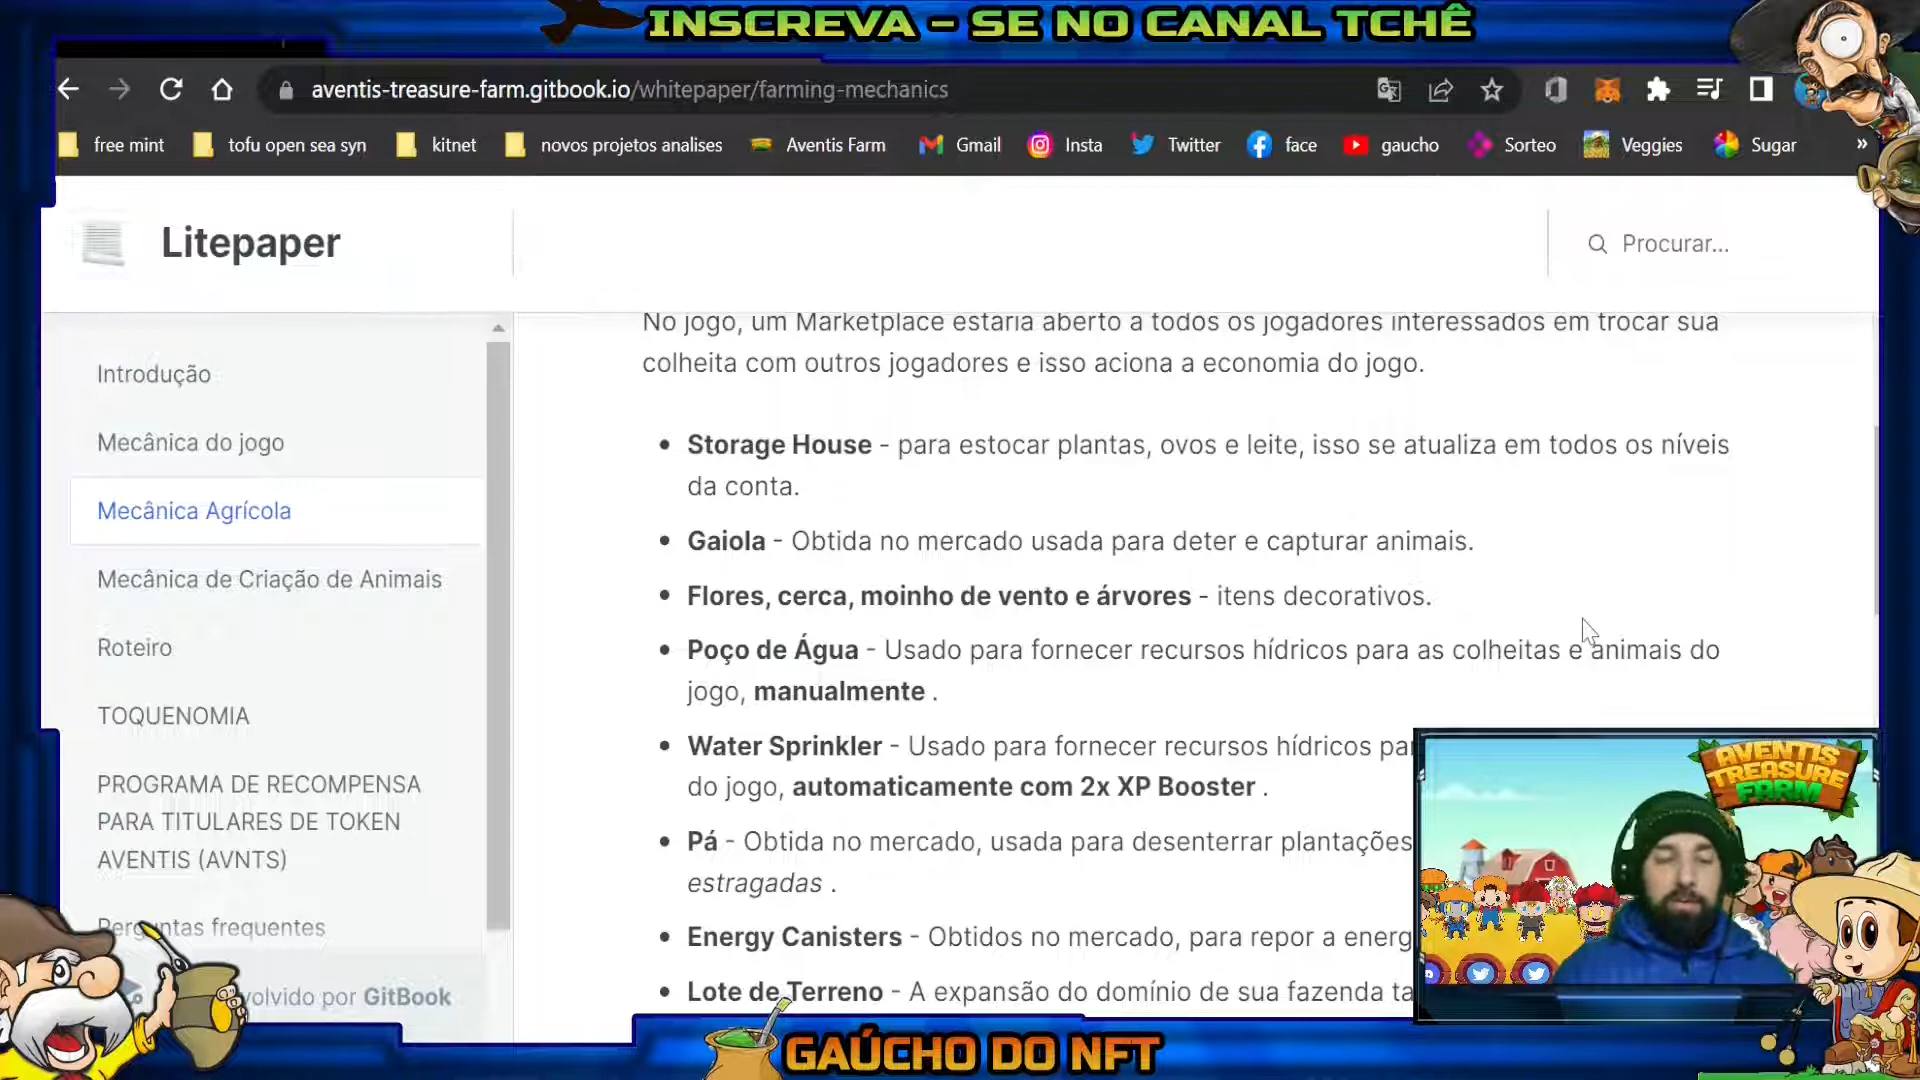 INSCREVA - SE NO CANAL TCHÊ
aventis-treasure-farm.gitbook.io/whitepaper/farming-mechanics
free mint tofu open sea syn kitnet novos projetos analises Aventis Farm Gmail Insta Twitter face gaucho Sorteo Veggies Sugar »
Litepaper
Procurar...
Introdução
Mecânica do jogo
Mecânica Agrícola
Mecânica de Criação de Animais
Roteiro
TOQUENOMIA
PROGRAMA DE RECOMPENSA
PARA TITULARES DE TOKEN
AVENTIS (AVNTS)
Perguntas frequentes
volvido por GitBook
No jogo, um Marketplace estaria aberto a todos os jogadores interessados em trocar sua
colheita com outros jogadores e isso aciona a economia do jogo.
• Storage House - para estocar plantas, ovos e leite, isso se atualiza em todos os níveis
da conta.
• Gaiola - Obtida no mercado usada para deter e capturar animais.
• Flores, cerca, moinho de vento e árvores - itens decorativos.
• Poço de Água - Usado para fornecer recursos hídricos para as colheitas e animais do
jogo, manualmente .
• Water Sprinkler - Usado para fornecer recursos hídricos par
do jogo, automaticamente com 2x XP Booster .
• Pá - Obtida no mercado, usada para desenterrar plantações
estragadas .
• Energy Canisters - Obtidos no mercado, para repor a energ
• Lote de Terreno - A expansão do domínio de sua fazenda ta
AVENTIS
TREASURE
FARM
GAÚCHO DO NFT